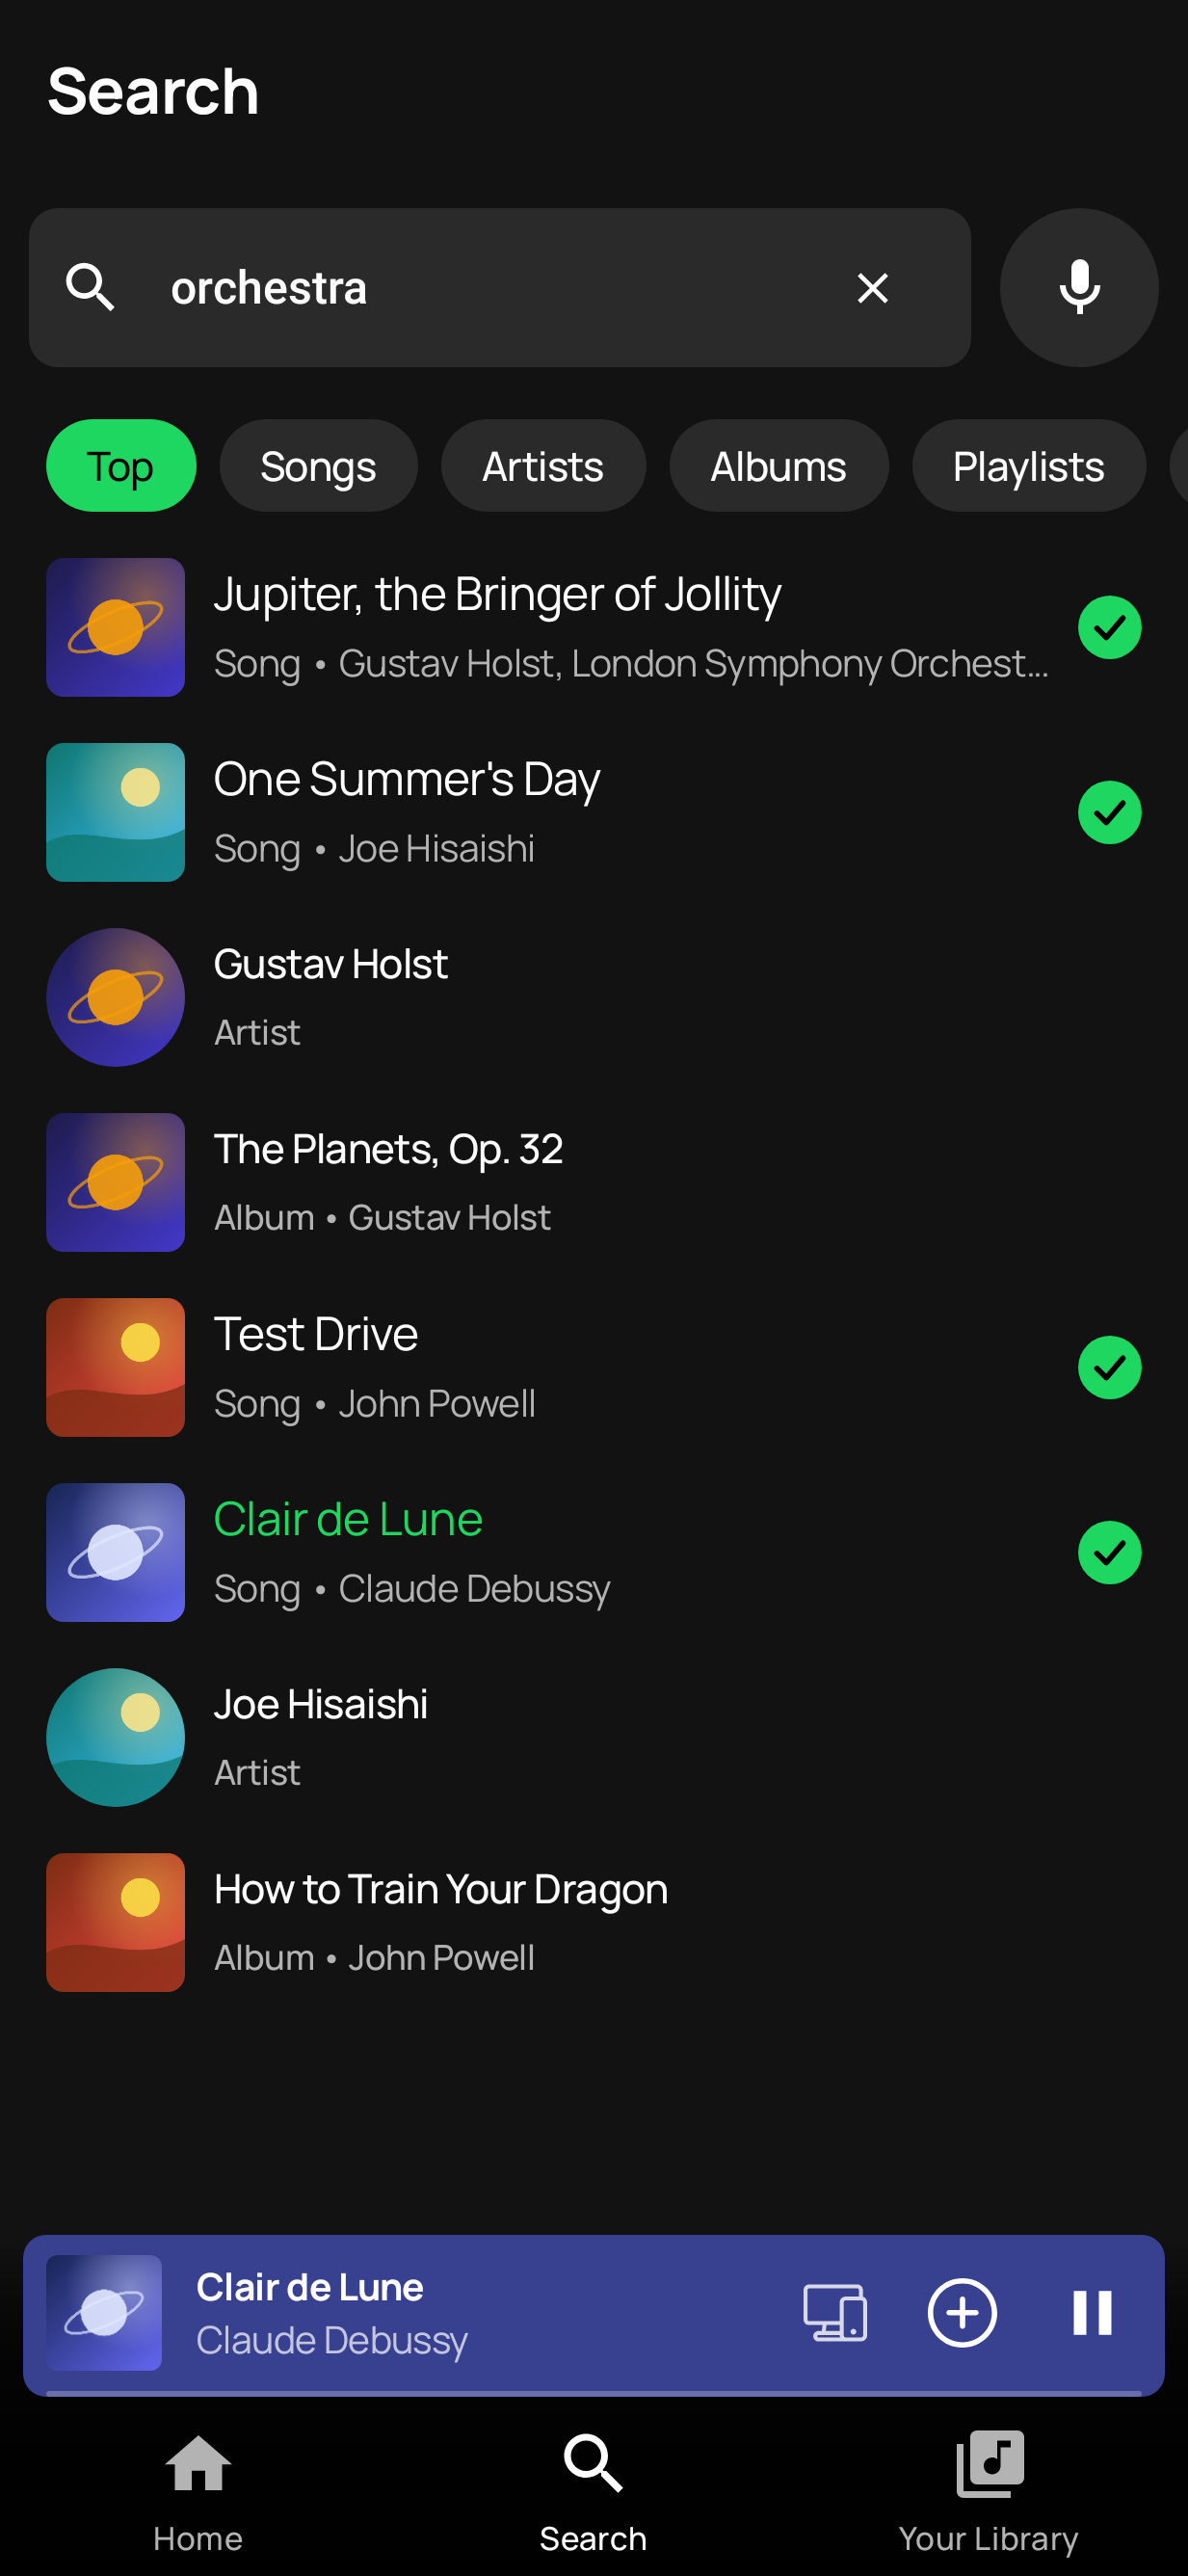 Search
orchestra
Top
Songs
Artists
Albums
Playlists
Jupiter, the Bringer of Jollity
Song • Gustav Holst, London Symphony Orchest...
One Summer's Day
Song • Joe Hisaishi
Gustav Holst
Artist
The Planets, Op. 32
Album • Gustav Holst
Test Drive
Song • John Powell
Clair de Lune
Song • Claude Debussy
Joe Hisaishi
Artist
How to Train Your Dragon
Album • John Powell
Clair de Lune
Claude Debussy
Home
Search
Your Library